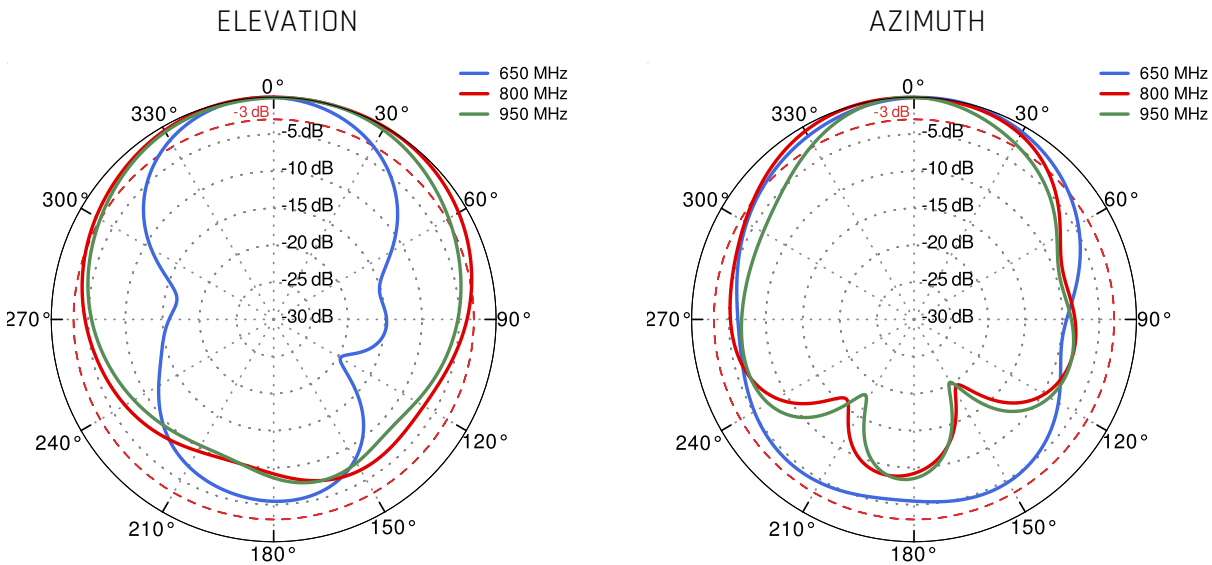 ELEVATION
650 MHz
800 MHz
950 MHz
0°
330°
-3 dB
30°
-5 dB
-10 dB
300°
60°
-15 dB
-20 dB
-25 dB
-30 dB
270°
90°
240°
120°
210°
150°
180°
AZIMUTH
650 MHz
800 MHz
950 MHz
0°
330°
-3 dB
30°
-5 dB
-10 dB
300°
60°
-15 dB
-20 dB
-25 dB
-30 dB
270°
90°
240°
120°
210°
150°
180°